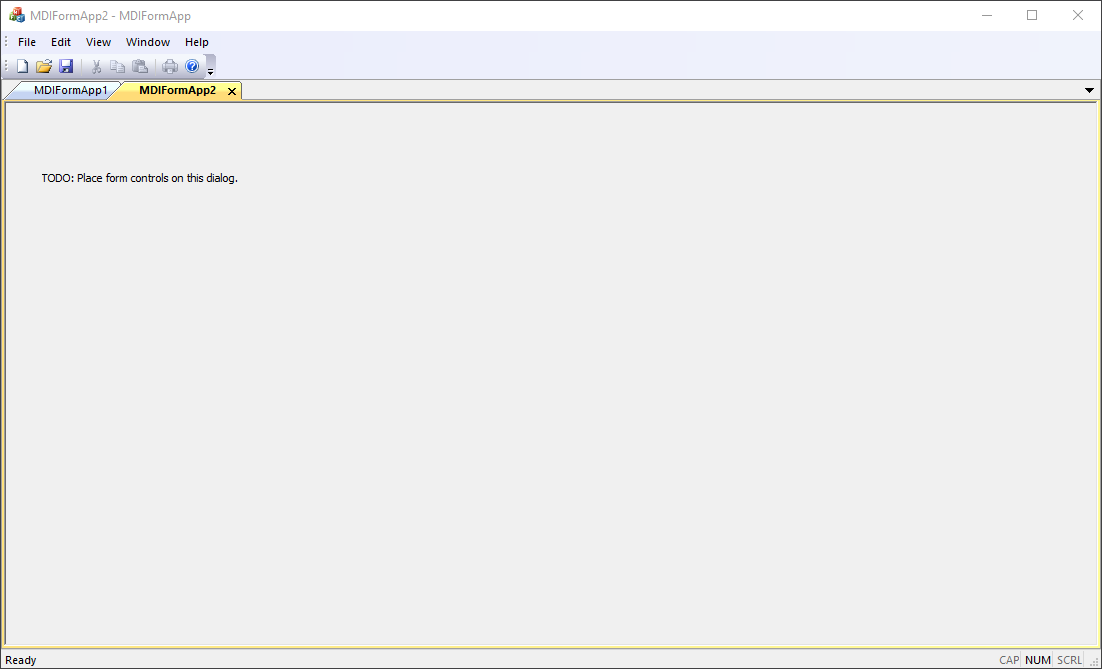 MDIFormApp2 - MDIFormApp
File Edit View Window Help
MDIFormApp1 MDIFormApp2
TODO: Place form controls on this dialog.
Ready CAP NUM SCRL